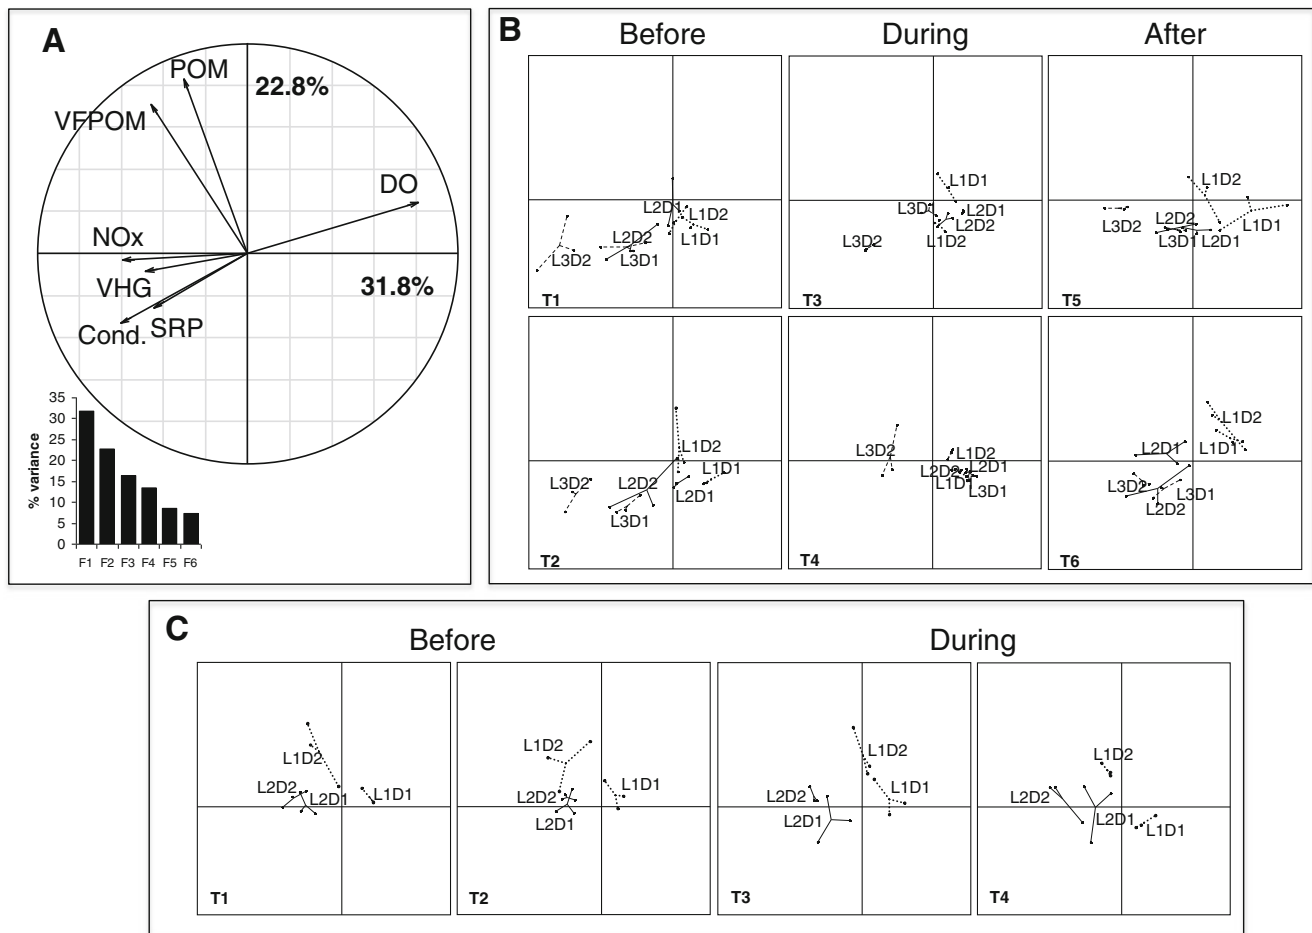 A
POM
22.8%
VFPOM
DO
NOx
31.8%
VHG
Cond. SRP
% variance
35
30
25
20
15
10
5
0
F1 F2 F3 F4 F5 F6
B
Before During After
L2D1 L1D2
L1D1
L2D2
L3D1
L3D2
T1
L1D1
L3D L2D1
L2D2
L1D2
L3D2
T3
L1D2
L3D2 L2D2 L1D1
L3D1 L2D1
T5
L1D2
L1D1
L3D2 L2D2
L2D1
L3D1
T2
L3D2 L1D2
L2D2 L2D1
L1D1
L3D1
T4
L1D2
L2D1 L1D1
L3D2 L3D1
L2D2
T6
C
Before During
L1D2
L2D2 L2D1 L1D1
T1
L1D2
L2D2 L1D1
L2D1
T2
L1D2
L2D2 L1D1
L2D1
T3
L1D2
L2D2
L2D1 L1D1
T4